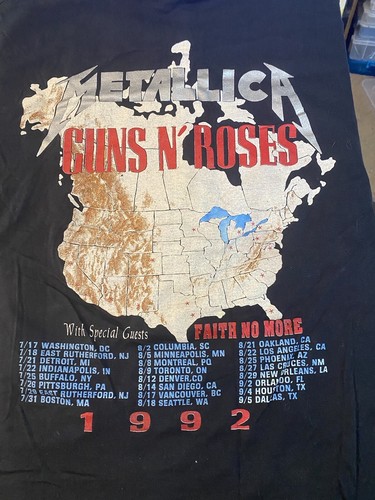 METALLICA
GUNS N' ROSES
With Special Guests
FAITH NO MORE
7/17 WASHINGTON, DC
7/18 EAST RUTHERFORD, NJ
7/21 DETROIT, MI
7/22 INDIANAPOLIS, IN
7/25 BUFFALO, NY
7/26 PITTSBURGH, PA
7/29 EAST RUTHERFORD, NJ
7/31 BOSTON, MA
8/2 COLUMBIA, SC
8/5 MINNEAPOLIS, MN
8/8 MONTREAL, PQ
8/9 TORONTO, ON
8/12 DENVER,CO
8/14 SAN DIEGO, CA
8/17 VANCOUVER, BC
8/18 SEATTLE, WA
8/21 OAKLAND, CA
8/22 LOS ANGELES, CA
8/25 PHOENIX, AZ
8/27 LAS CRUCES, NM
8/29 NEW ORLEANS, LA
9/2 ORLANDO, FL
9/4 HOUSTON, TX
9/5 DALLAS, TX
1992